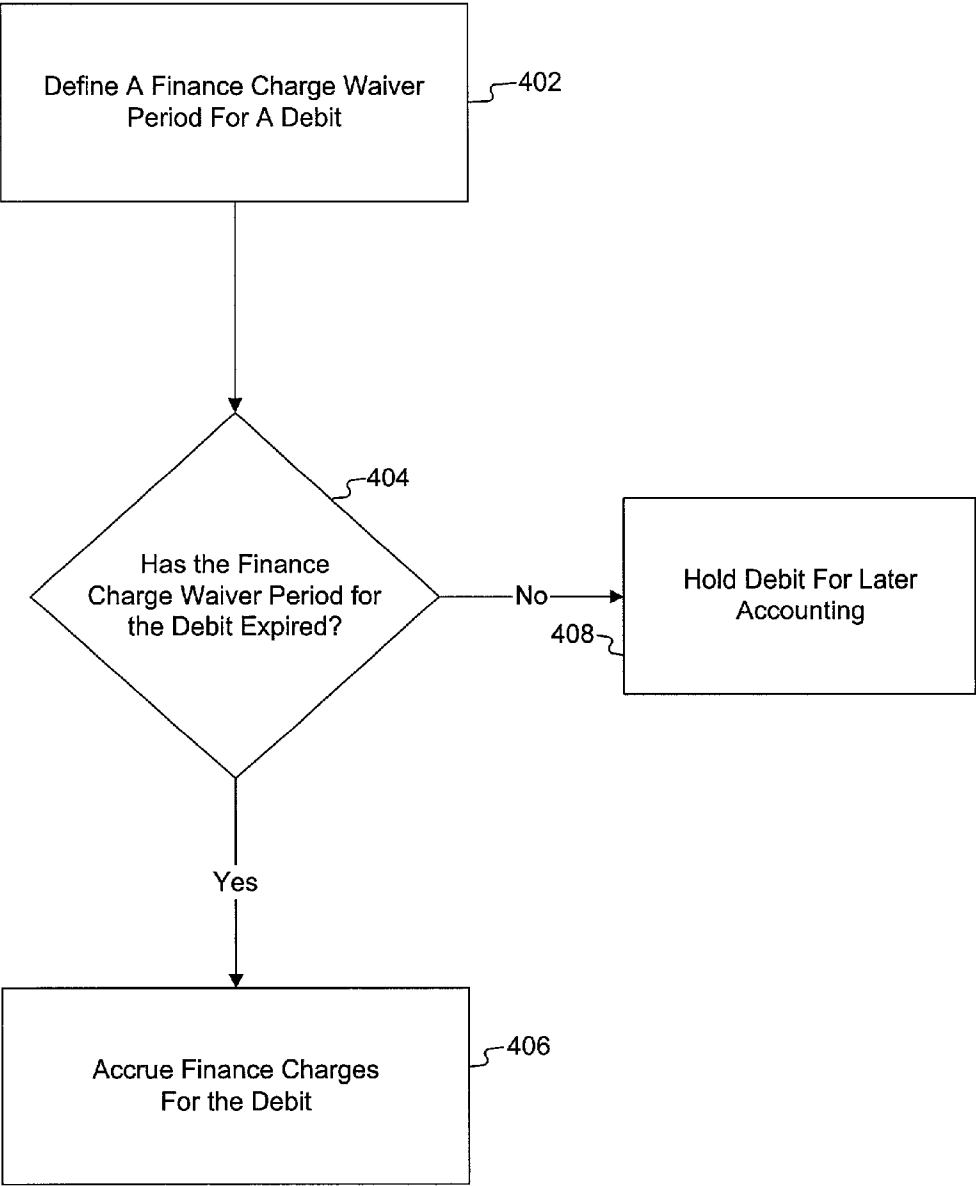 Define A Finance Charge Waiver
Period For A Debit
402
404
Has the Finance
Charge Waiver Period for
the Debit Expired?
No
Hold Debit For Later
Accounting
408
Yes
Accrue Finance Charges
For the Debit
406